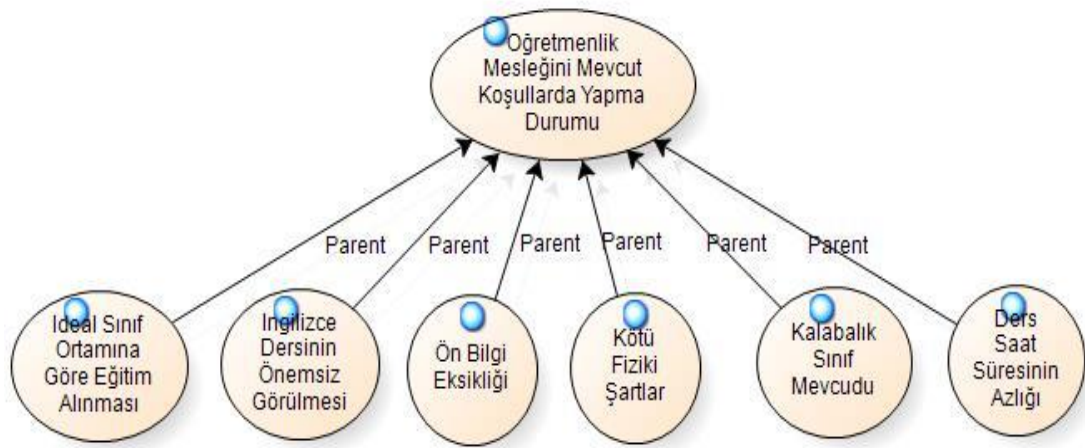 Öğretmenlik
Mesleğini Mevcut
Koşullarda Yapma
Durumu
Parent
Parent
Parent
Parent
Parent
Parent
İdeal Sınıf
Ortamına
Göre Eğitim
Alınması
İngilizce
Dersinin
Önemsiz
Görülmesi
Ön Bilgi
Eksikliği
Kötü
Fiziki
Şartlar
Kalabalık
Sınıf
Mevcudu
Ders
Saat
Süresinin
Azlığı